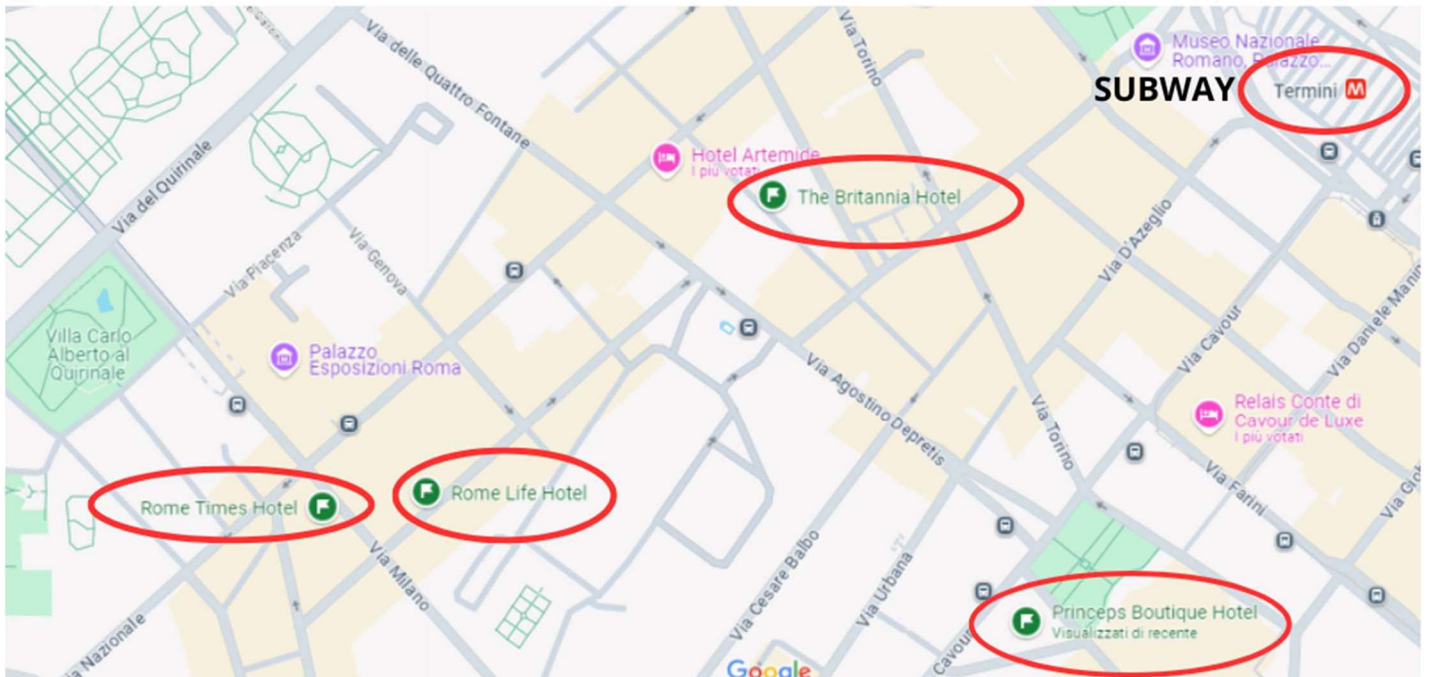 Via delle Quattro Fontane
Via Torino
Museo Nazionale
Romano, Palazzo...
SUBWAY
Termini M
Hotel Artemide
I più votati
The Britannia Hotel
Via del Quirinale
Via Piacenza
Via Genova
Via D'Azeglio
Villa Carlo
Alberto al
Quirinale
Palazzo
Esposizioni Roma
Via Cavour
Via Daniele Manin
Via Agostino Depretis
Via Torino
Relais Conte di
Cavour de Luxe
I più votati
Via Farini
Via Gio
Rome Times Hotel
Rome Life Hotel
Via Milano
Via Cesare Balbo
Via Urbana
Princeps Boutique Hotel
Visualizzati di recente
a Nazionale
Cavour
Google